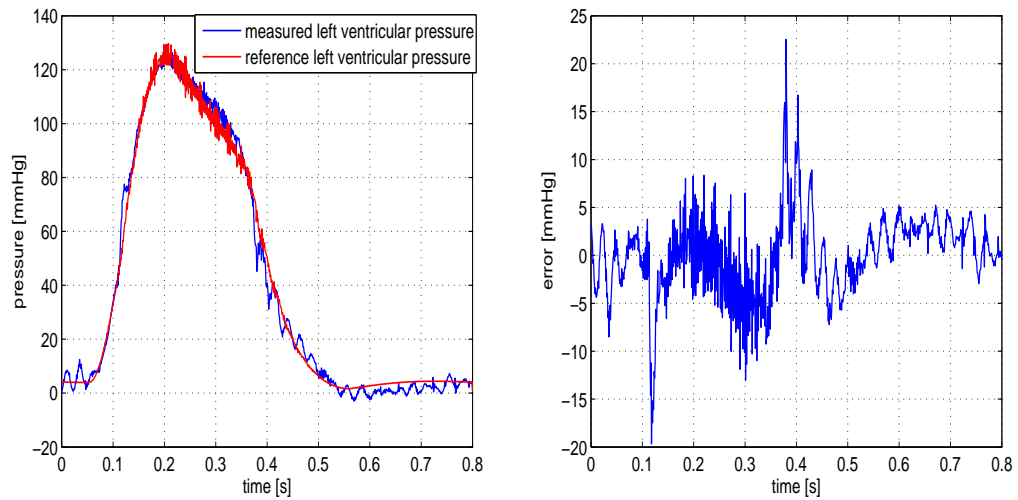 140
120
100
80
60
40
20
0
−20
pressure [mmHg]
measured left ventricular pressure
reference left ventricular pressure
0 0.1 0.2 0.3 0.4 0.5 0.6 0.7 0.8
time [s]
25
20
15
10
5
0
−5
−10
−15
−20
error [mmHg]
0 0.1 0.2 0.3 0.4 0.5 0.6 0.7 0.8
time [s]